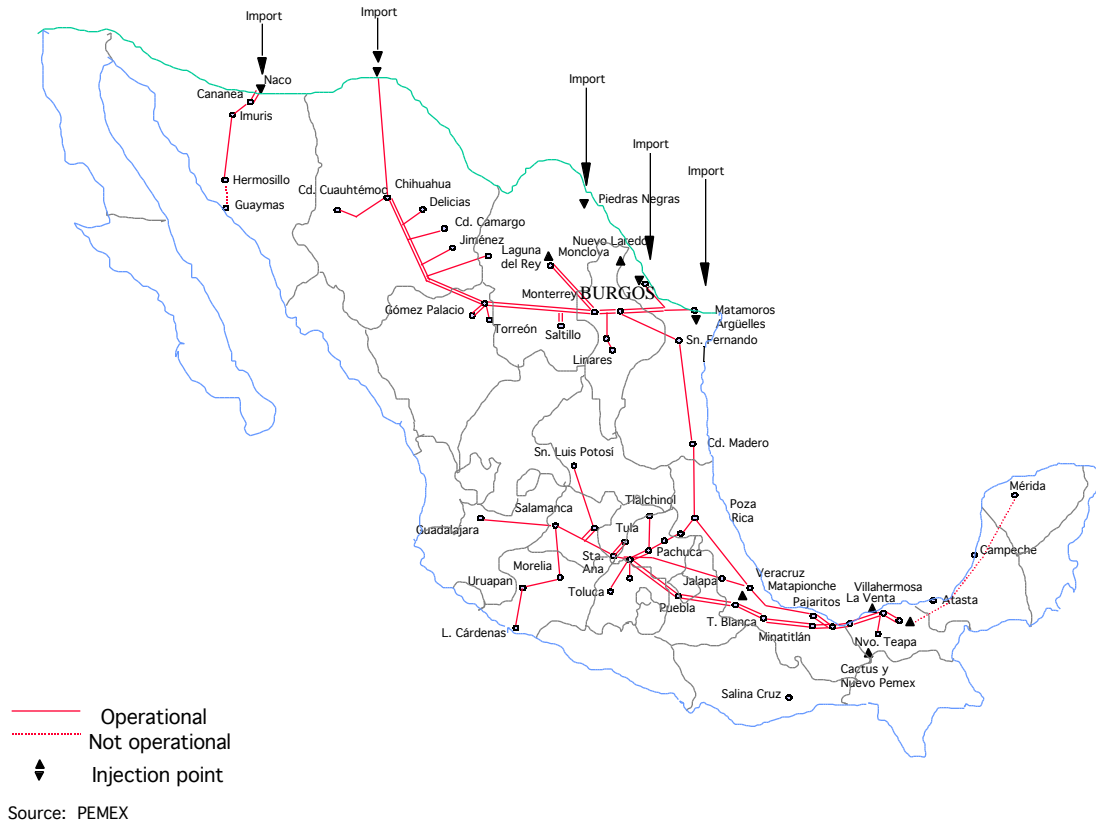 Import
Import
Import
Import
Import
Naco
Cananea
Imuris
Hermosillo
Guaymas
Cd. Cuauhtémoc
Chihuahua
Delicias
Cd. Camargo
Jiménez
Laguna
del Rey
Piedras Negras
Nuevo Laredo
Moncloya
Monterrey
BURGOS
Gómez Palacio
Torreón
Saltillo
Linares
Matamoros
Argüelles
Sn. Fernando
Cd. Madero
Sn. Luis Potosí
Tlalchinol
Salamanca
Guadalajara
Tula
Poza
Rica
Mérida
Sta.
Ana
Pachuca
Campeche
Morelia
Uruapan
Toluca
Jalapa
Veracruz
Matapionche
Villahermosa
La Venta
Atasta
Puebla
Pajaritos
T. Blanca
L. Cárdenas
Minatitlán
Nvo. Teapa
Cactus y
Nuevo Pemex
Salina Cruz
Operational
Not operational
Injection point
Source: PEMEX